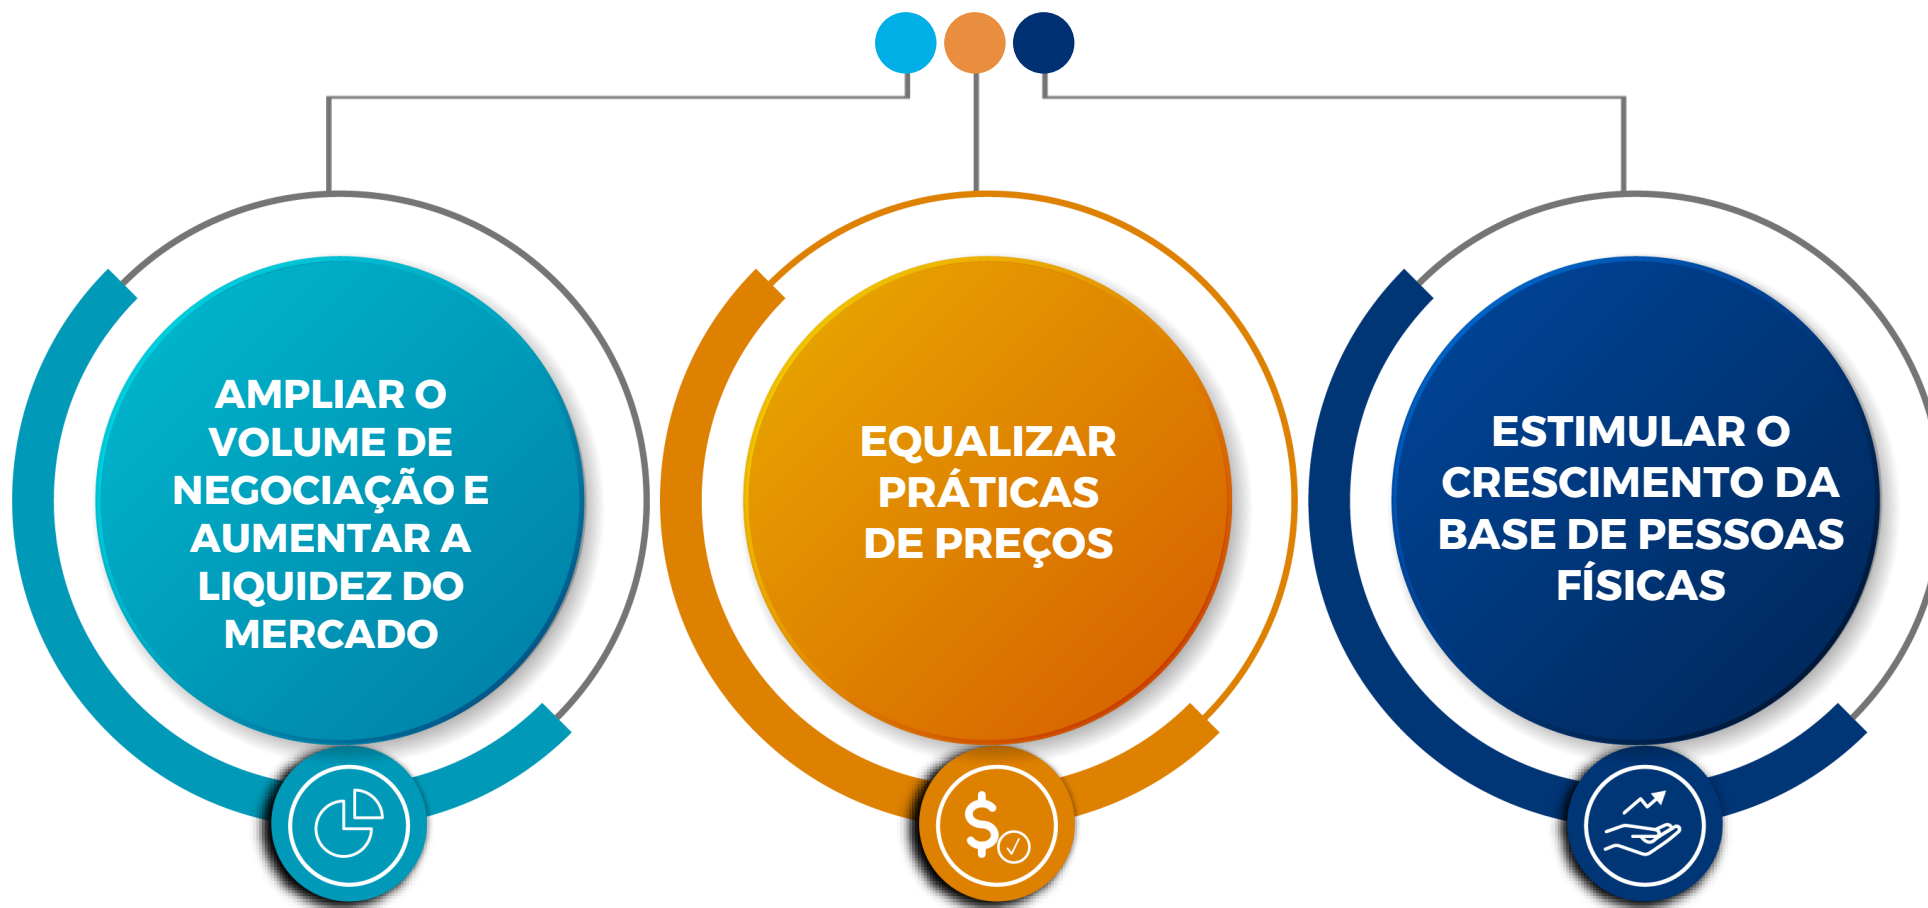 AMPLIAR O
VOLUME DE
NEGOCIAÇÃO E
AUMENTAR A
LIQUIDEZ DO
MERCADO
EQUALIZAR
PRÁTICAS
DE PREÇOS
ESTIMULAR O
CRESCIMENTO DA
BASE DE PESSOAS
FÍSICAS
$